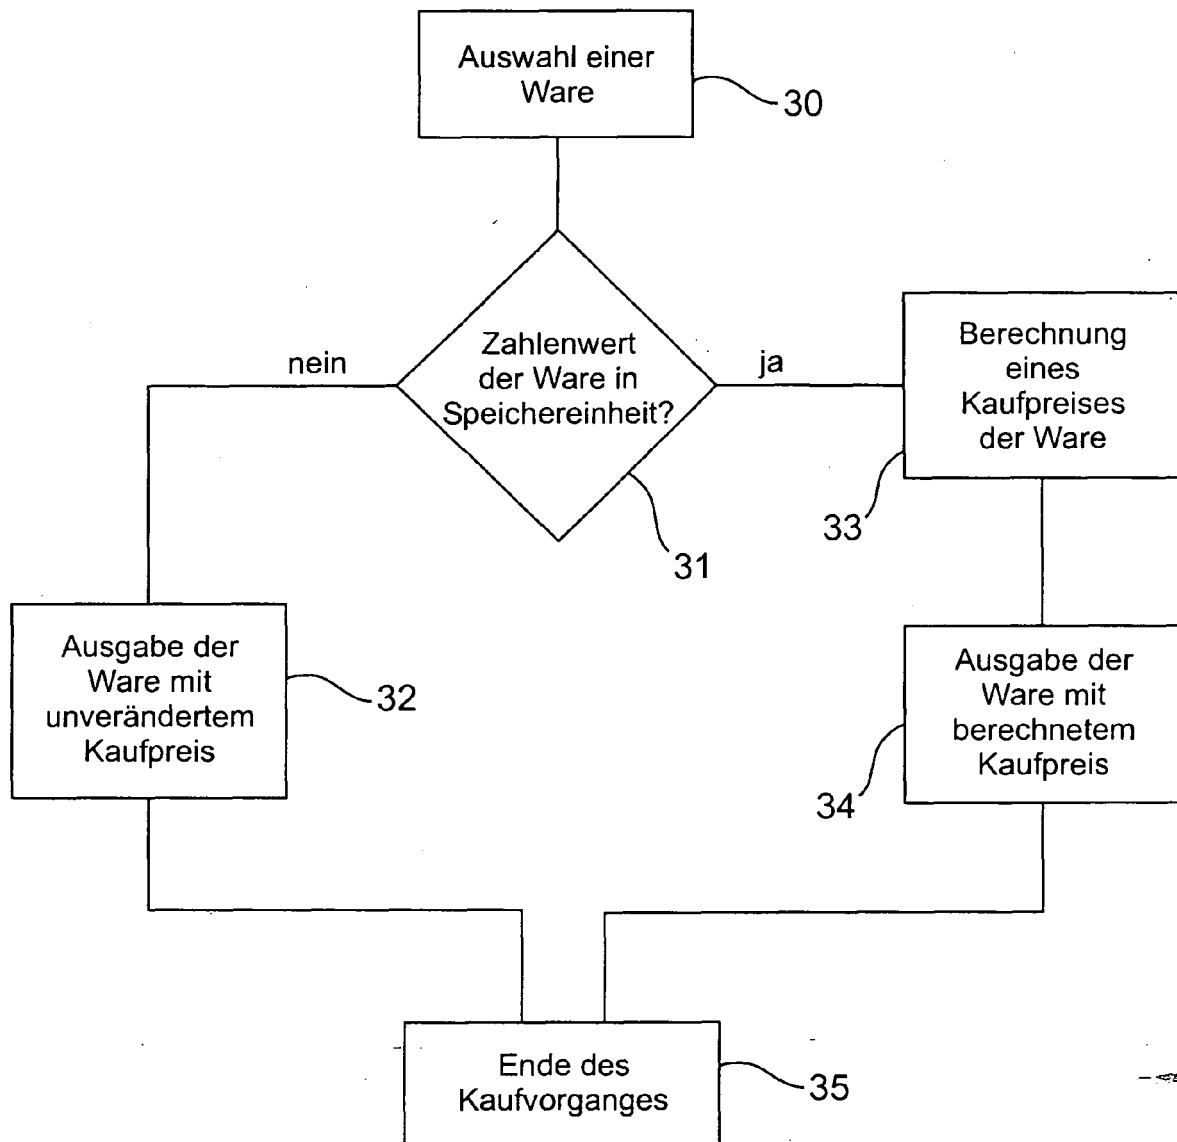 Auswahl einer
Ware
30
Zahlenwert
der Ware in
Speichereinheit?
nein
ja
31
Berechnung
eines
Kaufpreises
der Ware
33
Ausgabe der
Ware mit
unverändertem
Kaufpreis
32
Ausgabe der
Ware mit
berechnetem
Kaufpreis
34
Ende des
Kaufvorganges
35